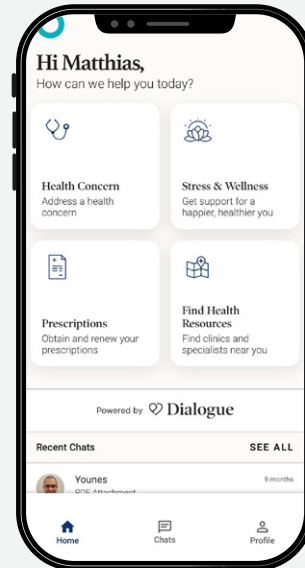 Hi Matthias,
How can we help you today?
Health Concern
Address a health
concern
Stress & Wellness
Get support for a
happier, healthier you
Prescriptions
Obtain and renew your
prescriptions
Find Health
Resources
Find clinics and
specialists near you
Powered by Dialogue
Recent Chats
SEE ALL
Younes
9 months
PDF Attachment
Home
Chats
Profile